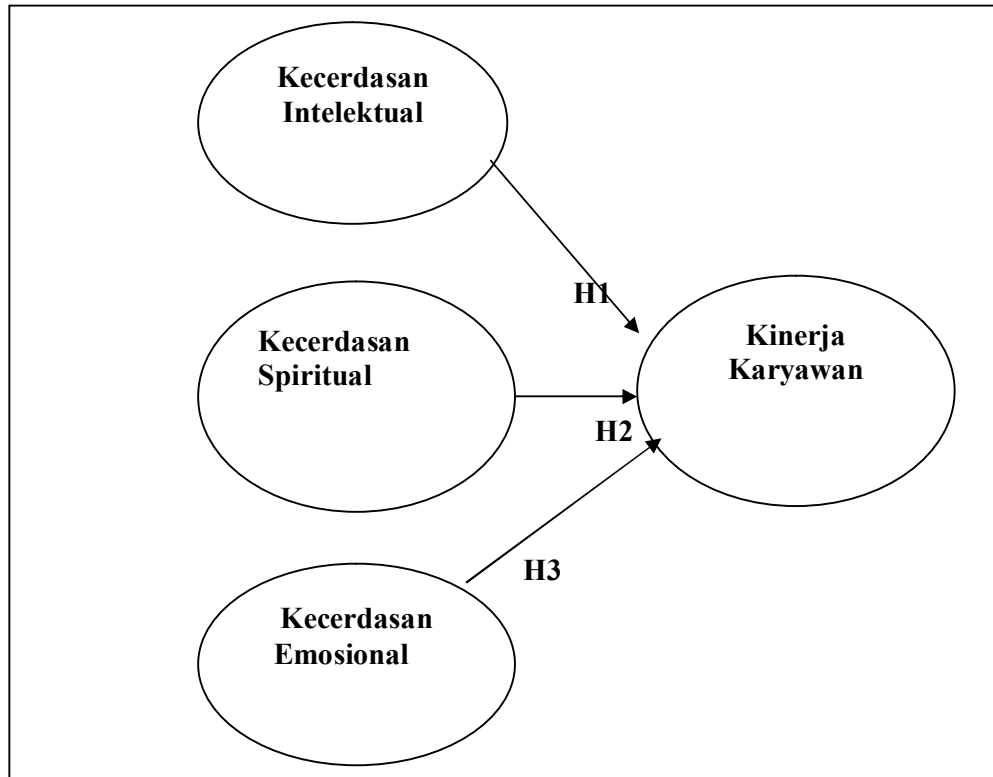 Kecerdasan
Intelektual
H1
Kecerdasan
Spiritual
Kinerja
Karyawan
H2
H3
Kecerdasan
Emosional